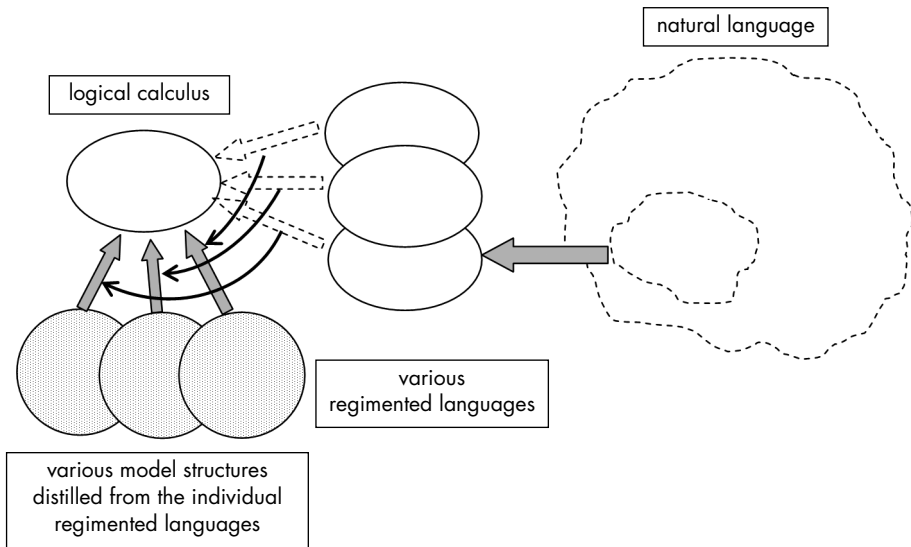 natural language
logical calculus
various
regimented languages
various model structures
distilled from the individual
regimented languages